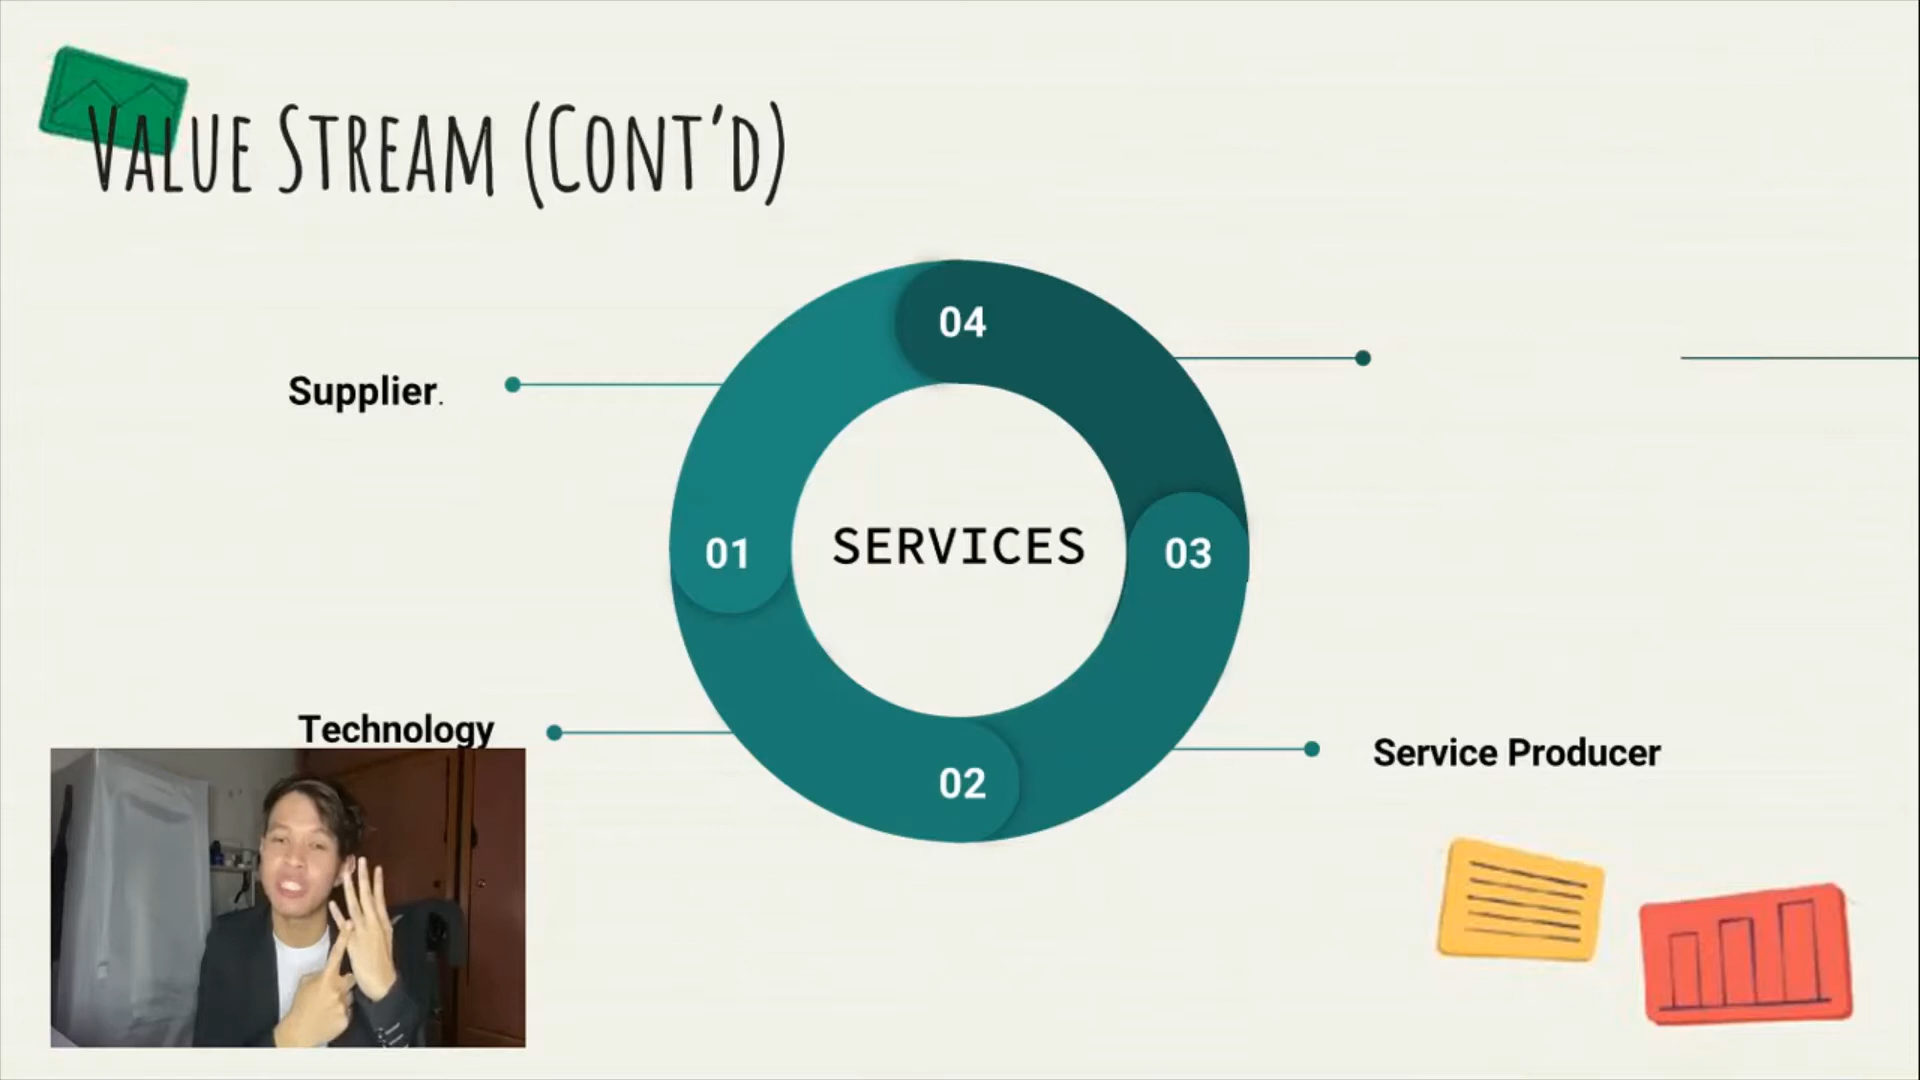 VALUE STREAM (CONT'D)
04
Supplier.
SERVICES
01
03
Technology
Service Producer
02